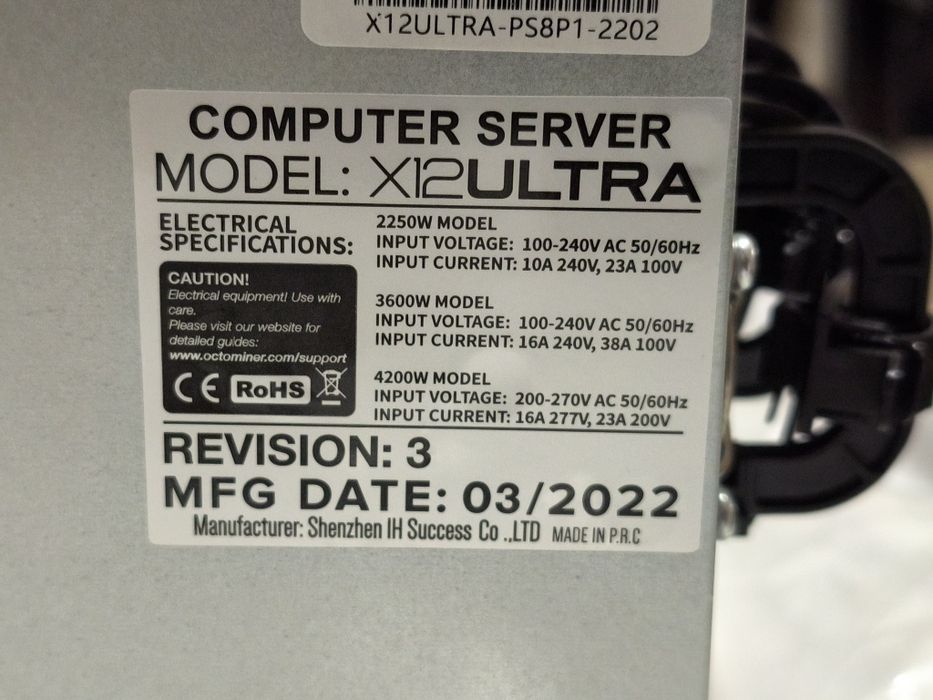 X12ULTRA-PS8P1-2202
COMPUTER SERVER
MODEL: X12ULTRA
ELECTRICAL
SPECIFICATIONS:
CAUTION!
Electrical equipment! Use with
care.
Please visit our website for
detailed guides:
www.octominer.com/support
CE RoHS
2250W MODEL
INPUT VOLTAGE: 100-240V AC 50/60Hz
INPUT CURRENT: 10A 240V, 23A 100V
3600W MODEL
INPUT VOLTAGE: 100-240V AC 50/60Hz
INPUT CURRENT: 16A 240V, 38A 100V
4200W MODEL
INPUT VOLTAGE: 200-270V AC 50/60Hz
INPUT CURRENT: 16A 277V, 23A 200V
REVISION: 3
MFG DATE: 03/2022
Manufacturer: Shenzhen IH Success Co .,LTD MADE IN P.R.C